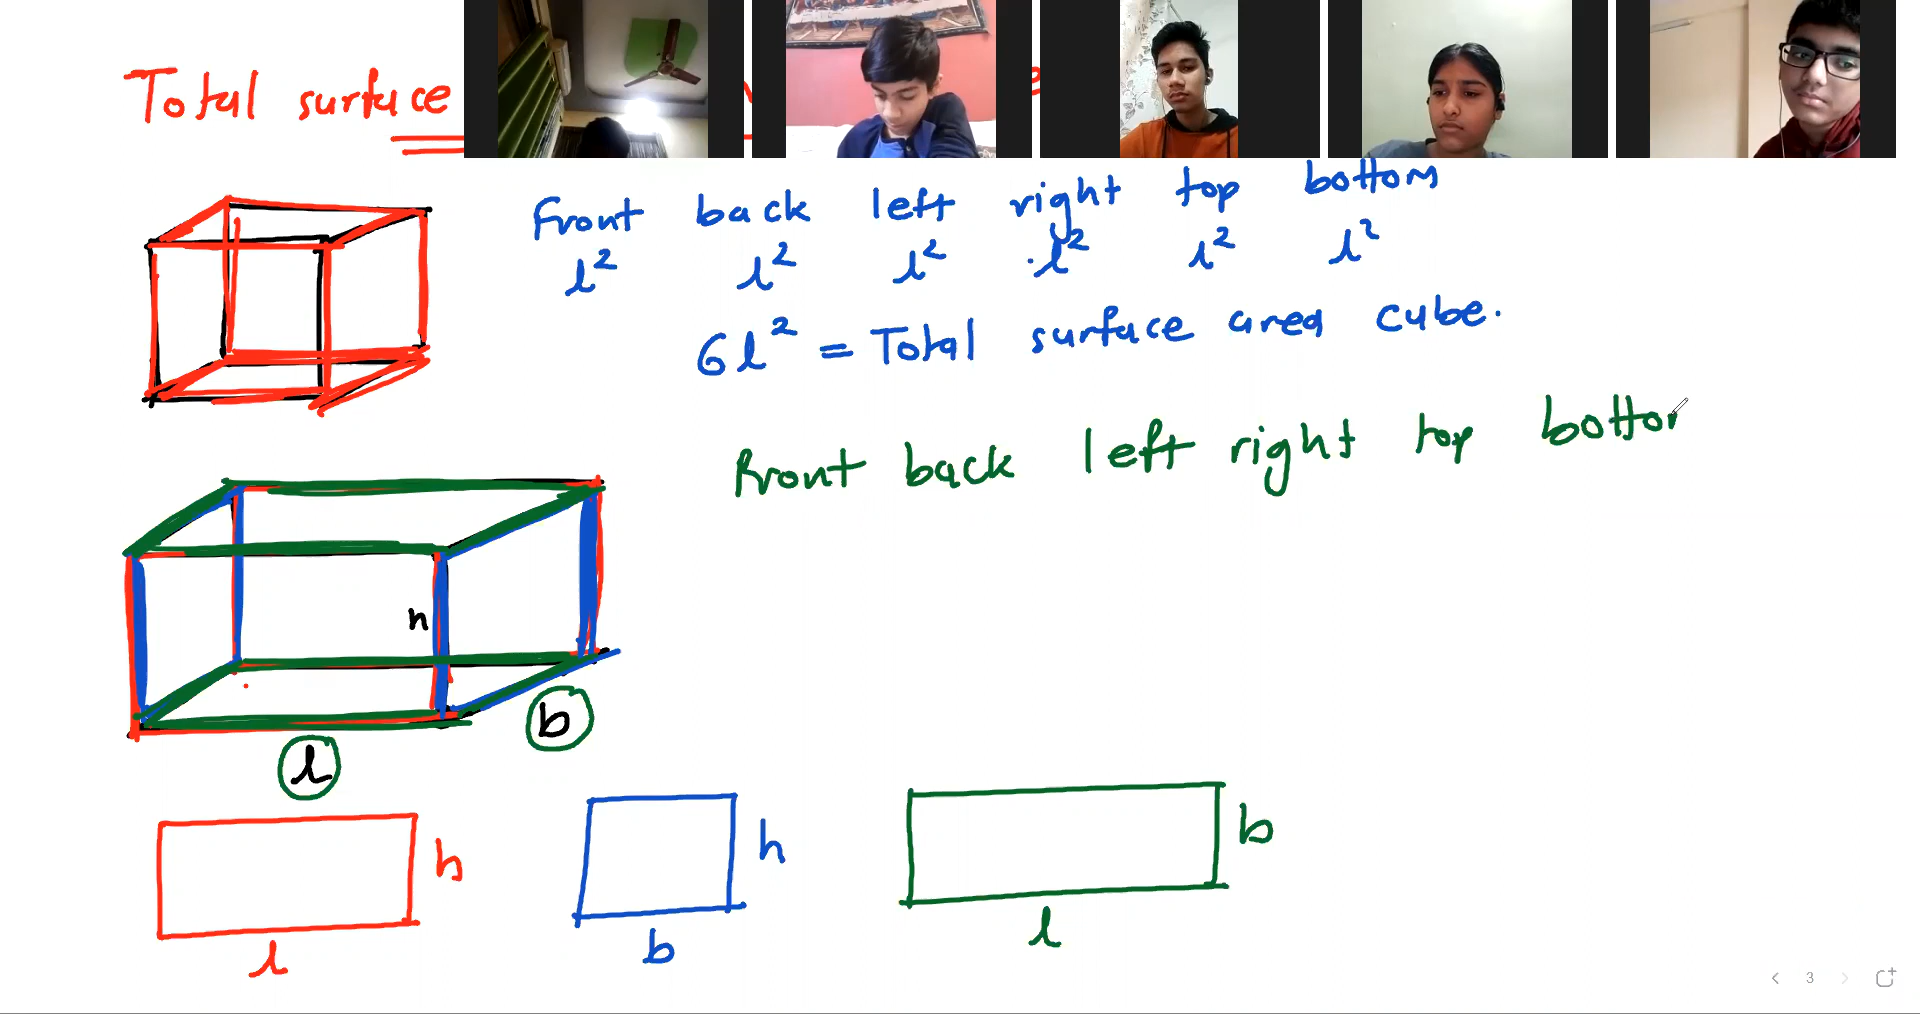 Total surface
Front back left right top bottom
l² l² l² l² l² l²
6l² = Total surface area cube.
Front back left right top bottom
h
b
l
h
h
b
l
b
l
3